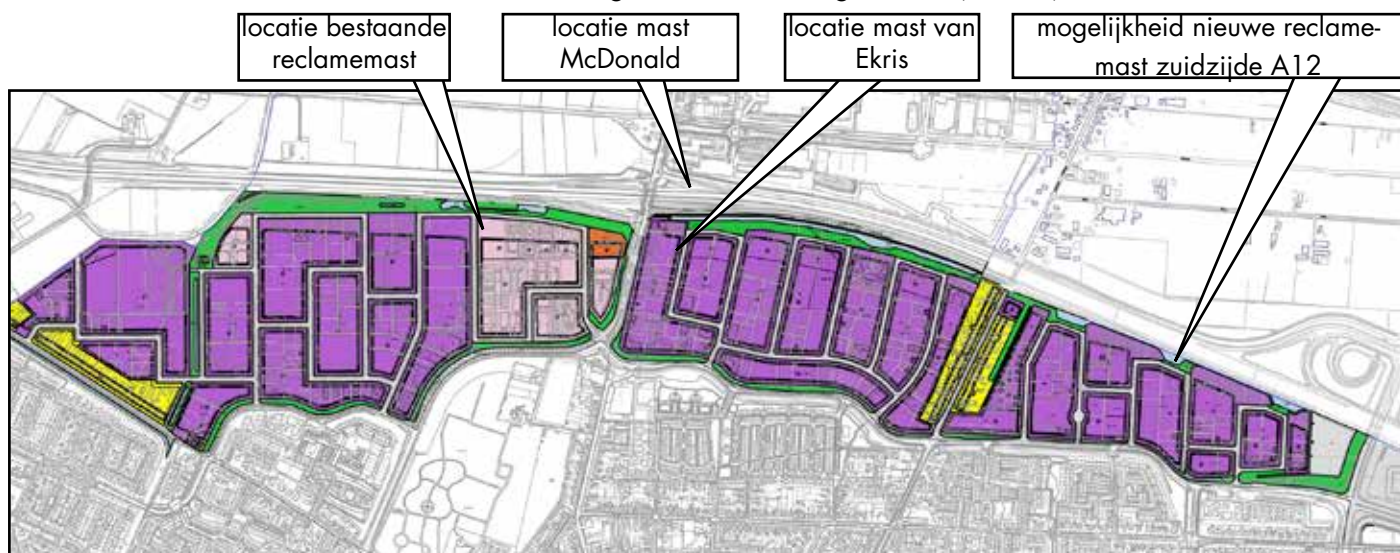 locatie bestaande
reclamemast
locatie mast
McDonald
locatie mast van
Ekris
mogelijkheid nieuwe reclame-
mast zuidzijde A12